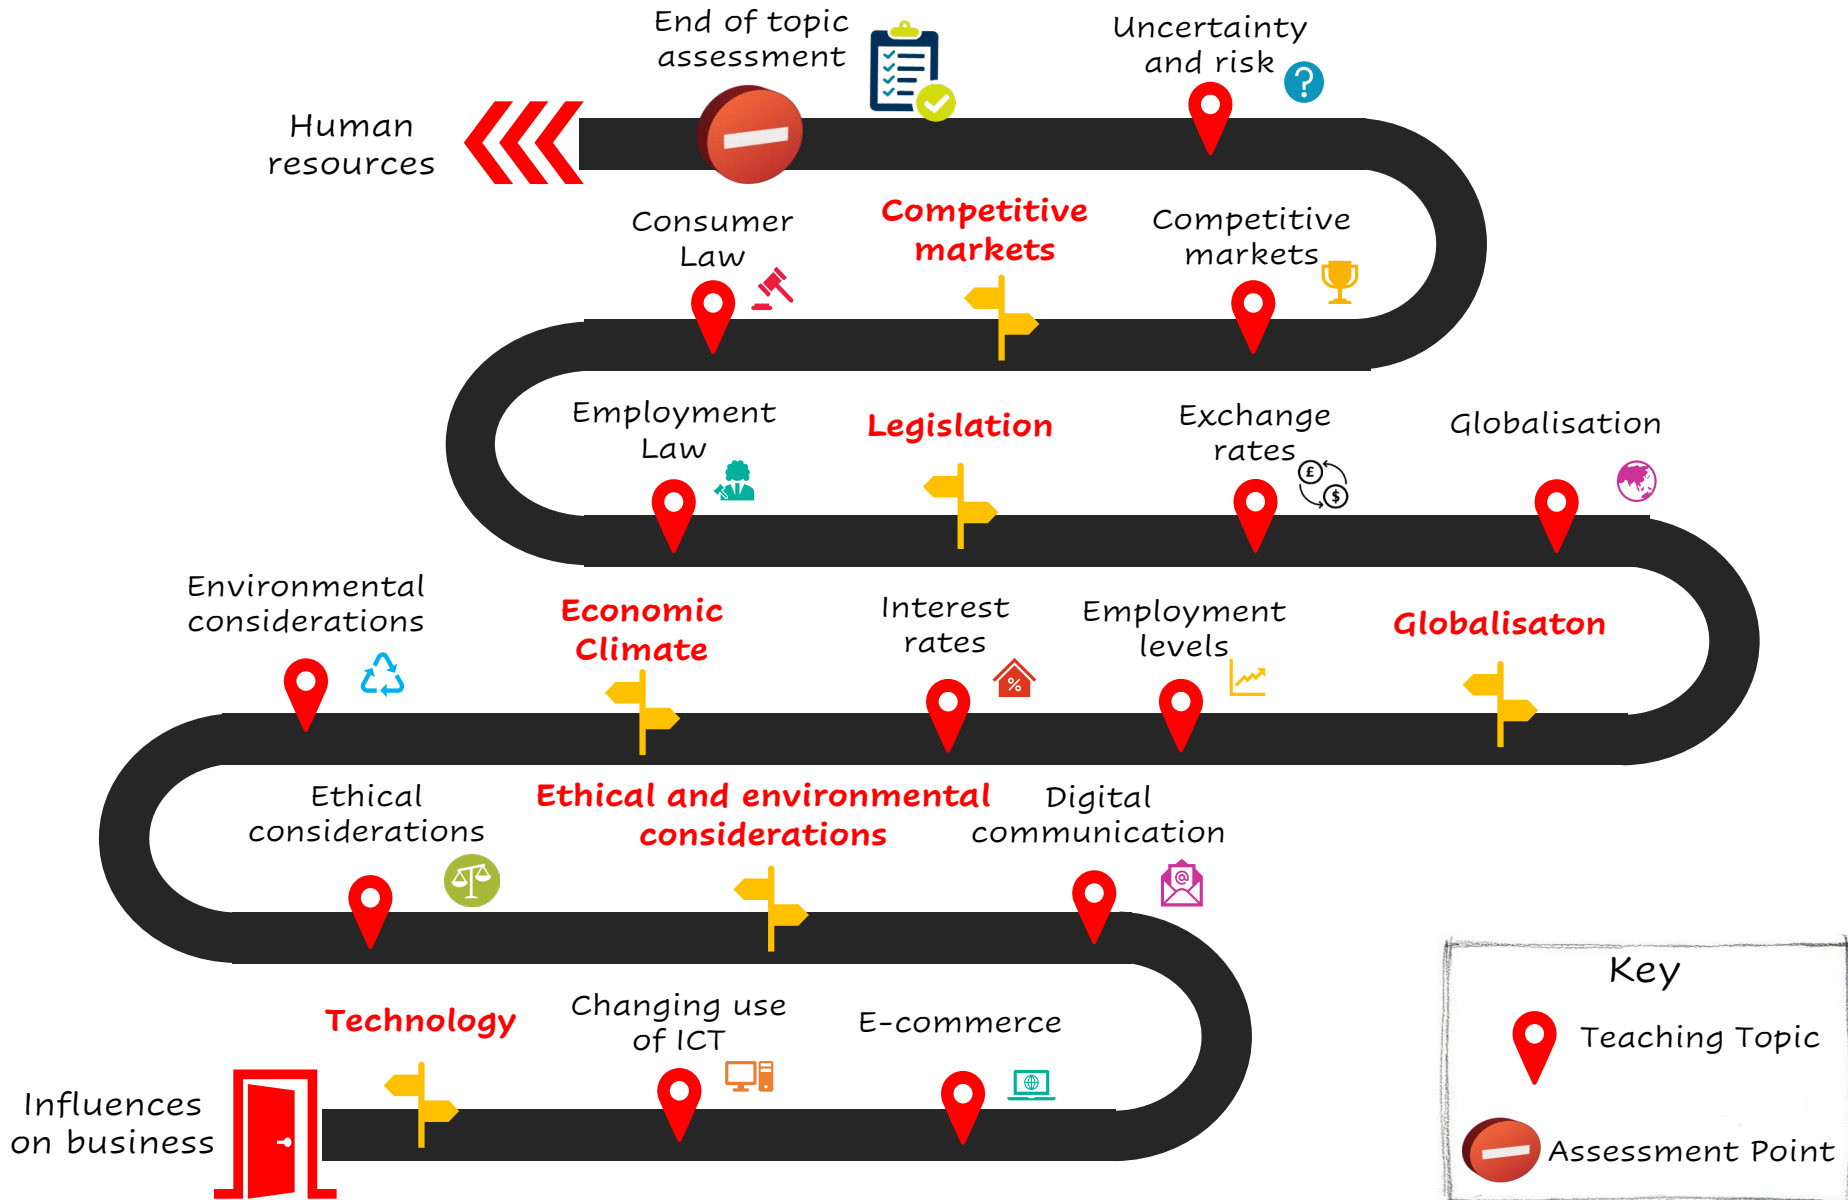 End of topic
assessment
Uncertainty
and risk
?
Human
resources
Consumer
Law
Competitive
markets
Competitive
markets
Employment
Law
Legislation
Exchange
rates
£
$
Globalisation
Environmental
considerations
Economic
Climate
Interest
rates
%
Employment
levels
Globalisaton
Ethical
considerations
Ethical and environmental
considerations
Digital
communication
@
Technology
Changing use
of ICT
E-commerce
Influences
on business
Key
Teaching Topic
Assessment Point